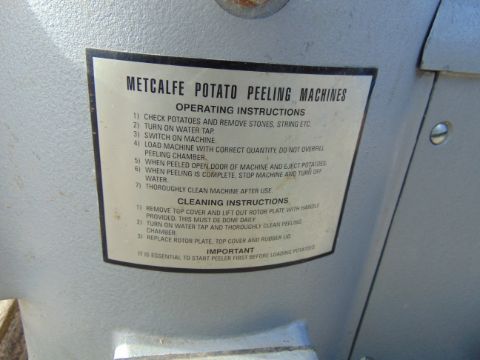 METCALFE POTATO PEELING MACHINES
OPERATING INSTRUCTIONS
1) CHECK POTATOES AND REMOVE STONES, STRING ETC.
2) TURN ON WATER TAP.
3) SWITCH ON MACHINE.
4) LOAD MACHINE WITH CORRECT QUANTITY. DO NOT OVERFILL
PEELING CHAMBER.
5) WHEN PEELED OPEN DOOR OF MACHINE AND EJECT POTATOES.
6) WHEN PEELING IS COMPLETE, STOP MACHINE AND TURN OFF
WATER.
7) THOROUGHLY CLEAN MACHINE AFTER USE.
CLEANING INSTRUCTIONS
1) REMOVE TOP COVER AND LIFT OUT ROTOR PLATE WITH HANDLE
PROVIDED. THIS MUST BE DONE DAILY.
2) TURN ON WATER TAP AND THOROUGHLY CLEAN PEELING
CHAMBER.
3) REPLACE ROTOR PLATE, TOP COVER AND RUBBER LID.
IMPORTANT
IT IS ESSENTIAL TO START PEELER FIRST BEFORE LOADING POTATOES.